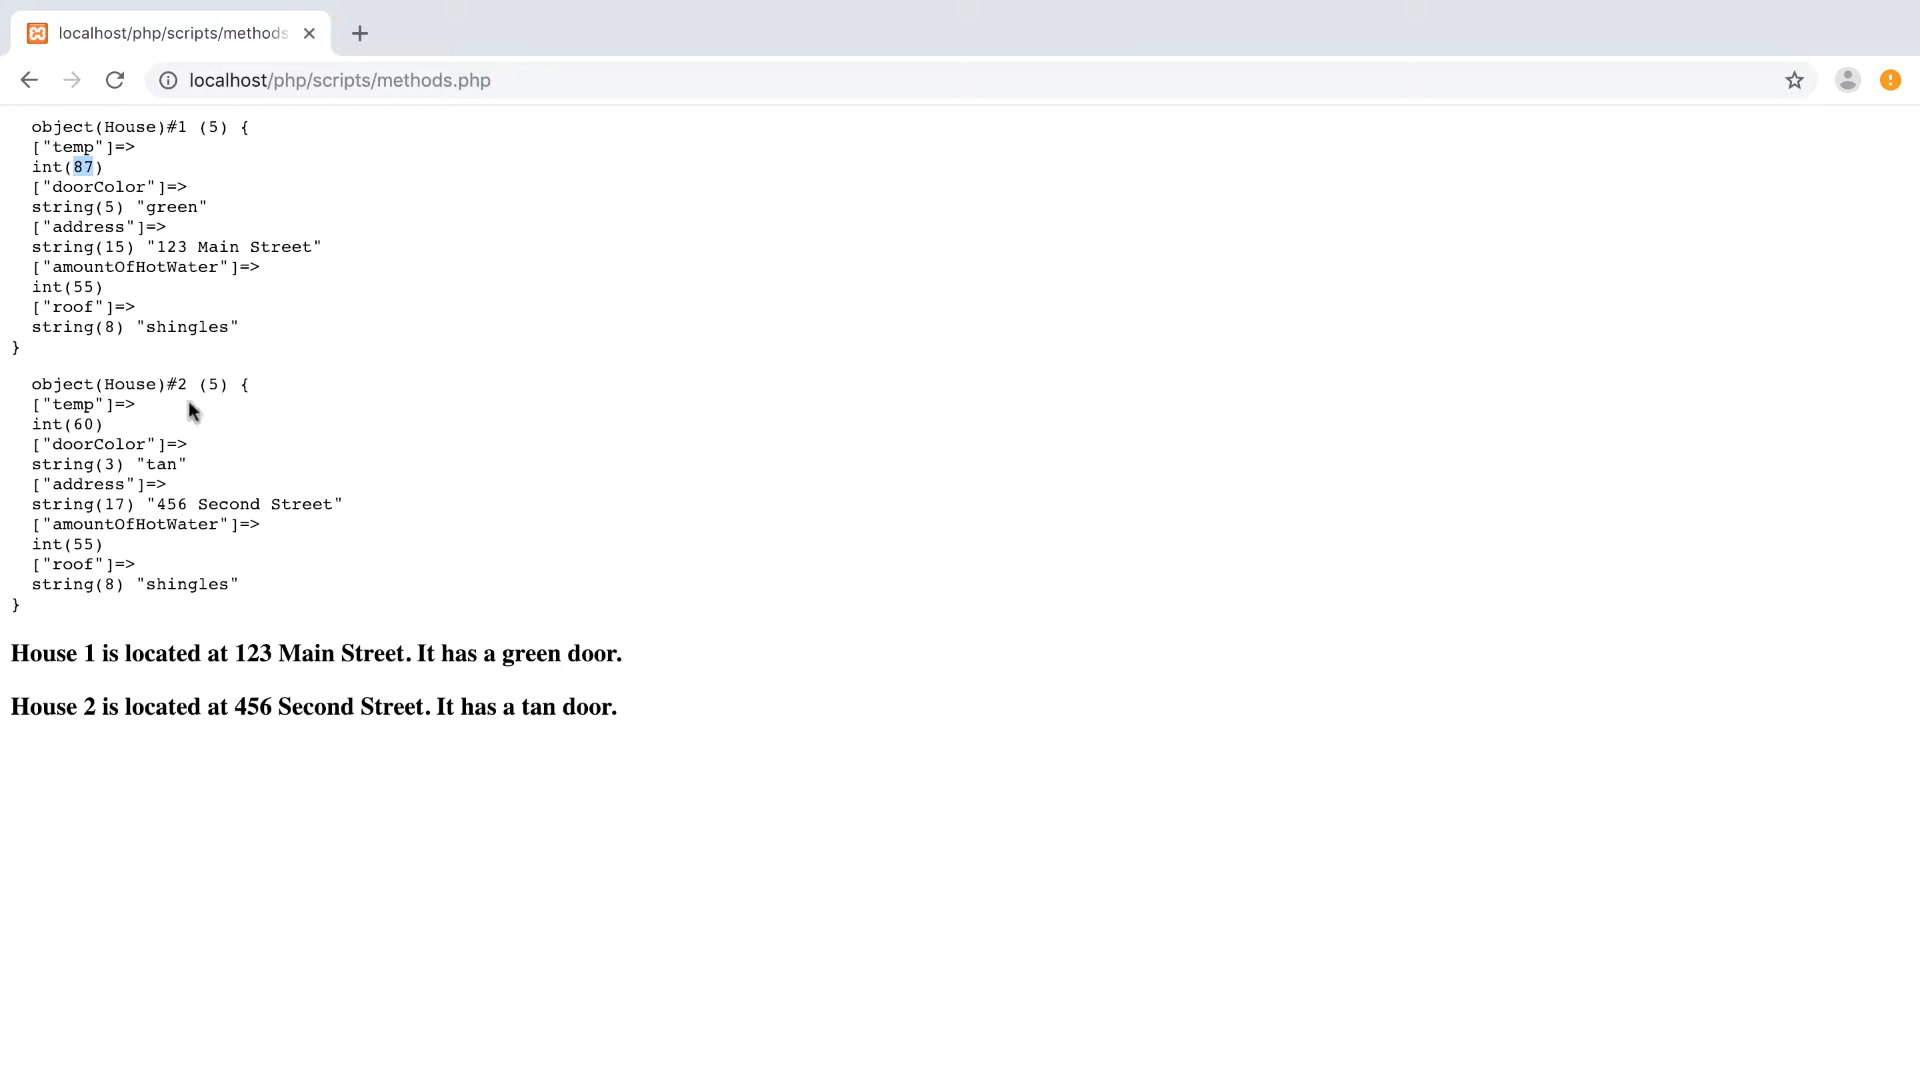 localhost/php/scripts/methods
localhost/php/scripts/methods.php
object(House)#1 (5) {
["temp"]=>
int(87)
["doorColor"]=>
string(5) "green"
["address"]=>
string(15) "123 Main Street"
["amountOfHotWater"]=>
int(55)
["roof"]=>
string(8) "shingles"
}
object(House)#2 (5) {
["temp"]=>
int(60)
["doorColor"]=>
string(3) "tan"
["address"]=>
string(17) "456 Second Street"
["amountOfHotWater"]=>
int(55)
["roof"]=>
string(8) "shingles"
}
House 1 is located at 123 Main Street. It has a green door.
House 2 is located at 456 Second Street. It has a tan door.